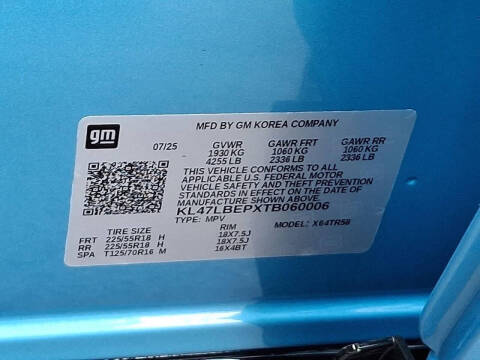 gm
MFD BY GM KOREA COMPANY
07/25 GVWR GAWR FRT GAWR RR
1930 KG 1060 KG 1060 KG
4255 LB 2336 LB 2336 LB
THIS VEHICLE CONFORMS TO ALL
APPLICABLE U.S. FEDERAL MOTOR
VEHICLE SAFETY AND THEFT PREVENTION
STANDARDS IN EFFECT ON THE DATE OF
MANUFACTURE SHOWN ABOVE.
KL47LBEPXTB060006
TYPE: MPV MODEL: X64TR58
TIRE SIZE RIM
FRT 225/55R18 H 18X7.5J
RR 225/55R18 H 18X7.5J
SPA T125/70R16 M 16X4BT